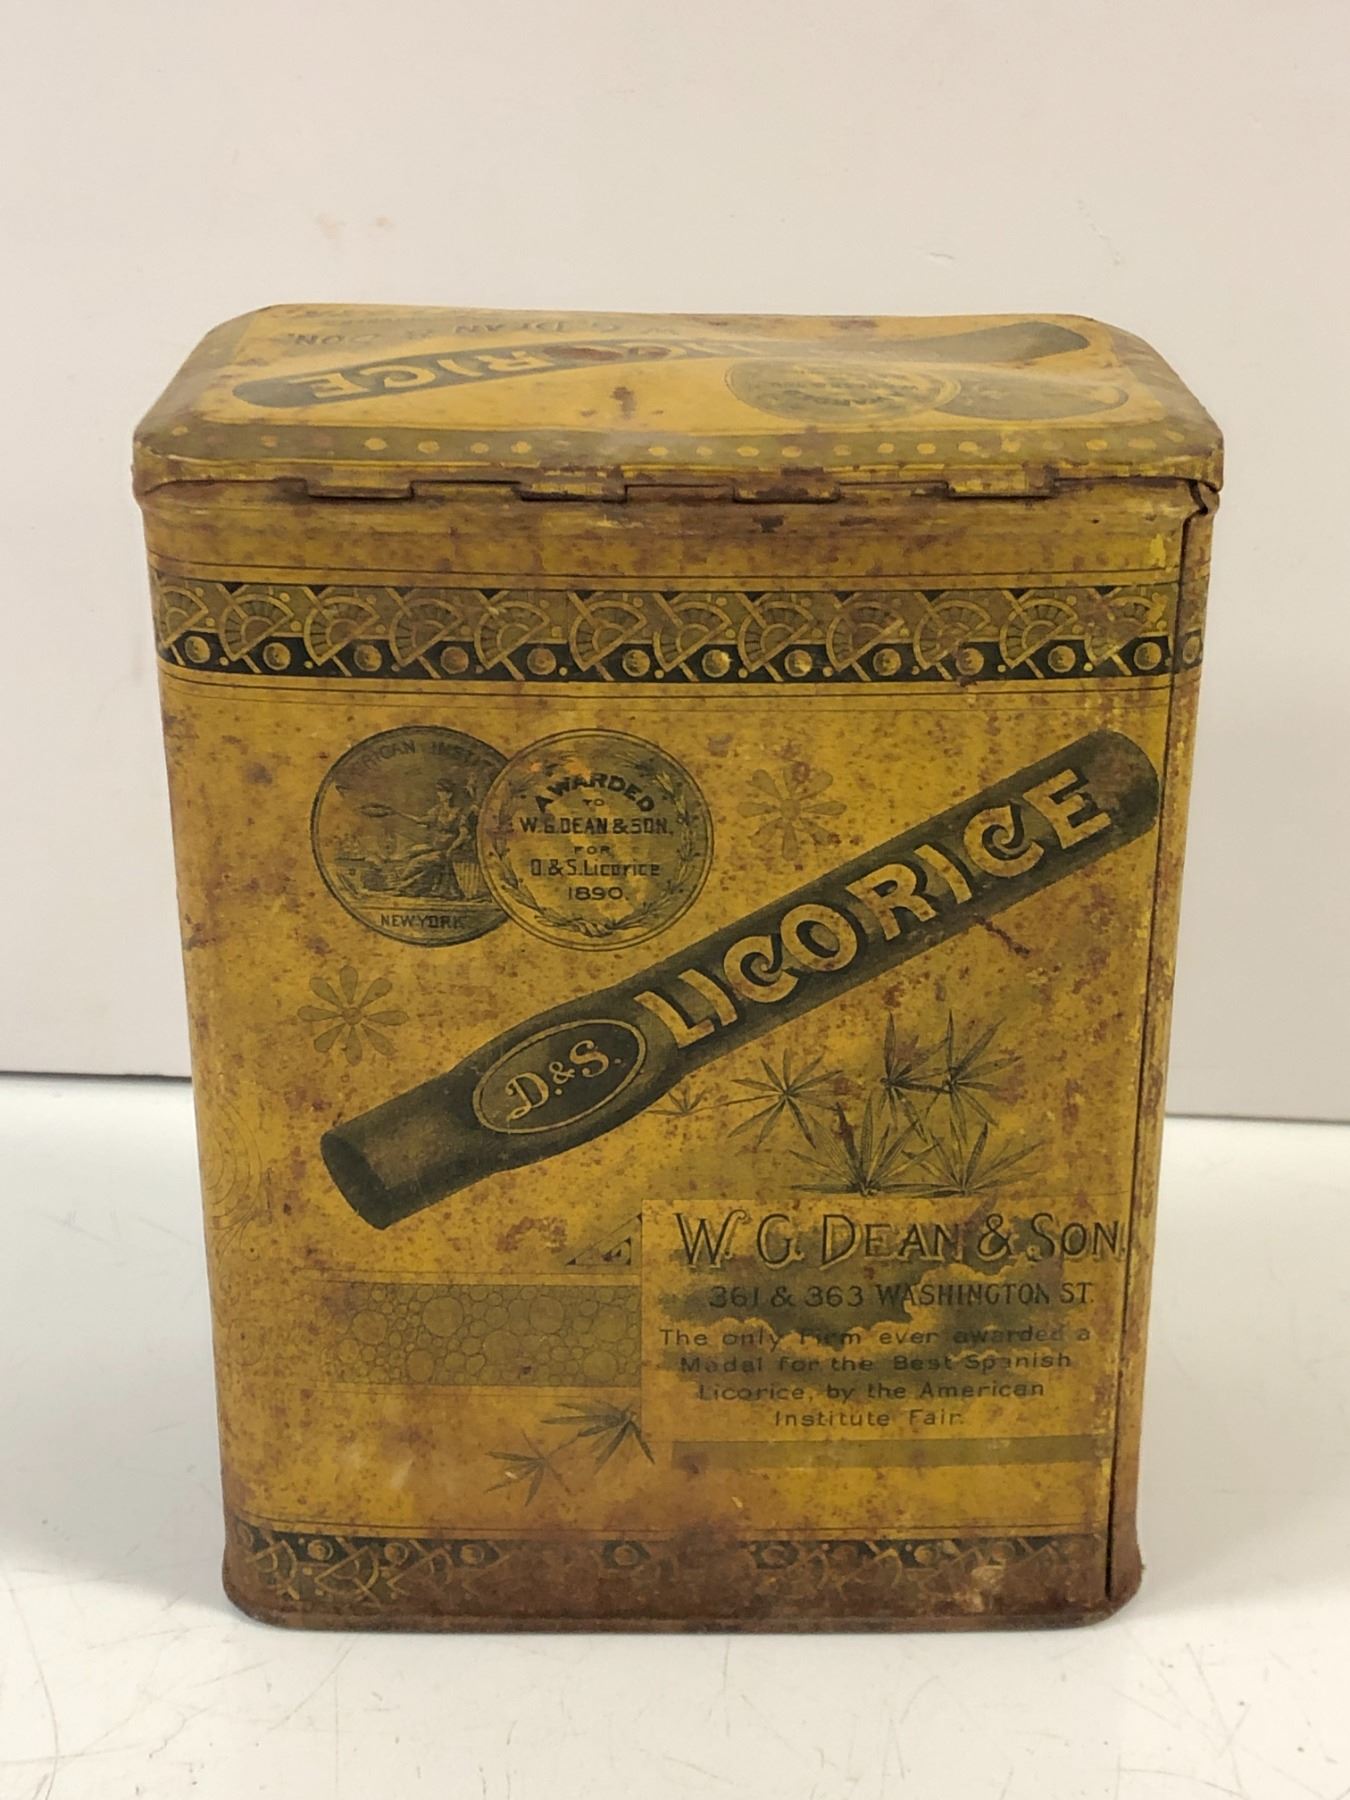 W. G. DEAN & SON.
LICORICE
AMERICAN INSTIT
NEW YORK
AWARDED
TO
W. G. DEAN & SON,
FOR
D. & S. Licorice
1890.
LICORICE
D. & S.
W. G. DEAN & SON.
361 & 363 WASHINGTON ST.
The only Firm ever awarded a
Medal for the Best Spanish
Licorice, by the American
Institute Fair.